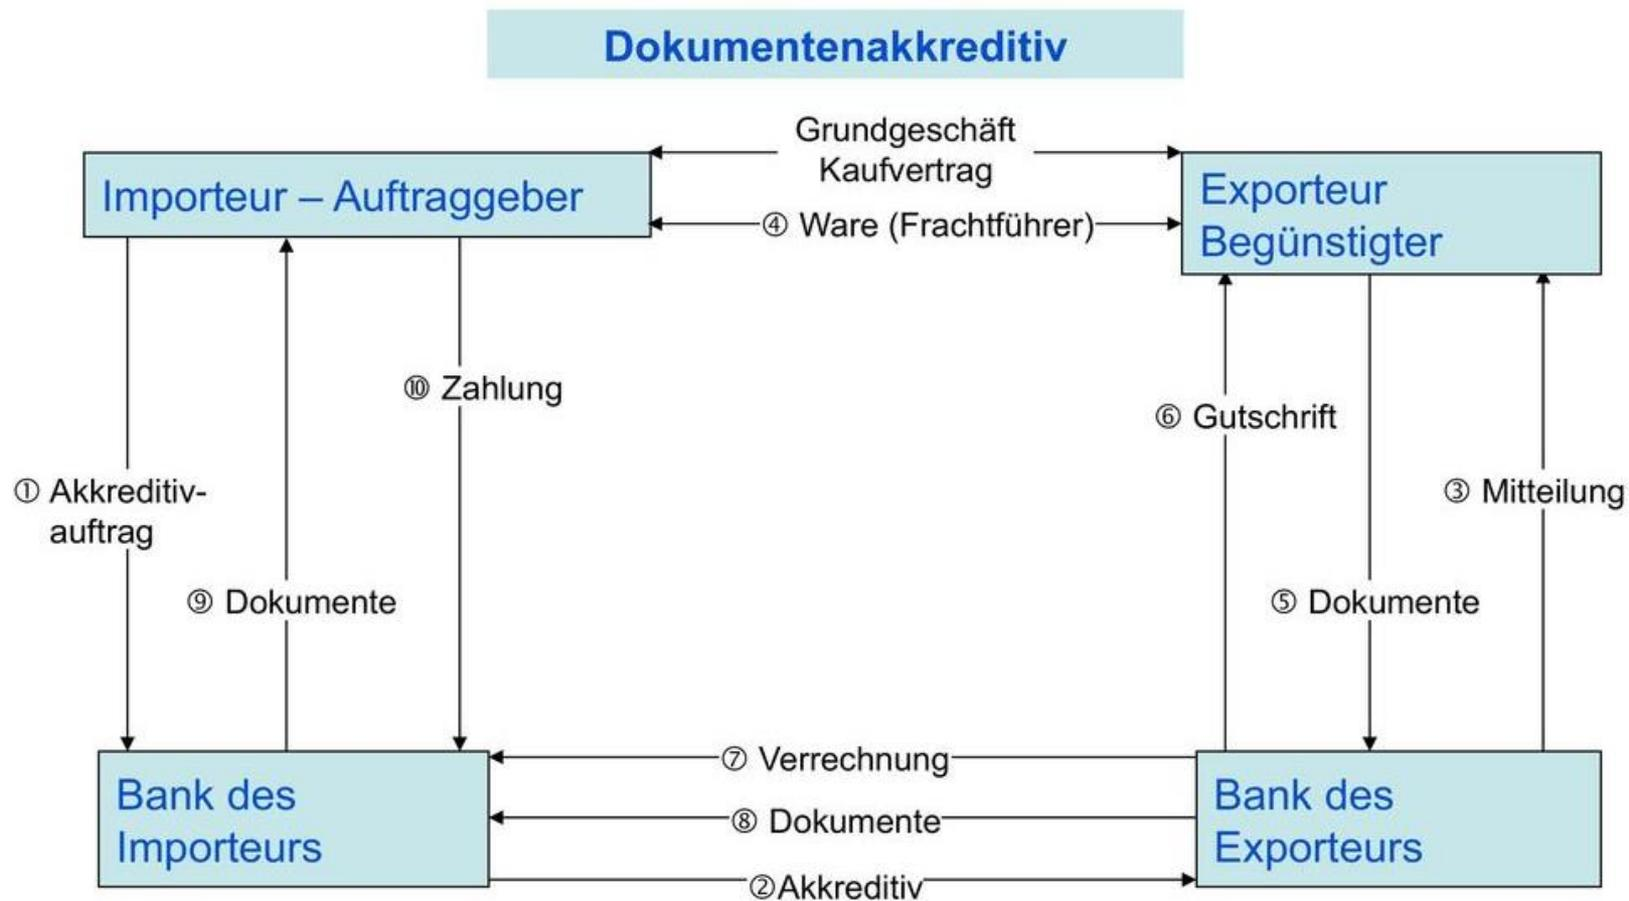 Dokumentenakkreditiv
Grundgeschäft
Kaufvertrag
Importeur – Auftraggeber
Exporteur
Begünstigter
④ Ware (Frachtführer)
⑩ Zahlung
⑥ Gutschrift
① Akkreditiv-
auftrag
③ Mitteilung
⑨ Dokumente
⑤ Dokumente
Bank des
Importeurs
⑦ Verrechnung
⑧ Dokumente
②Akkreditiv
Bank des
Exporteurs